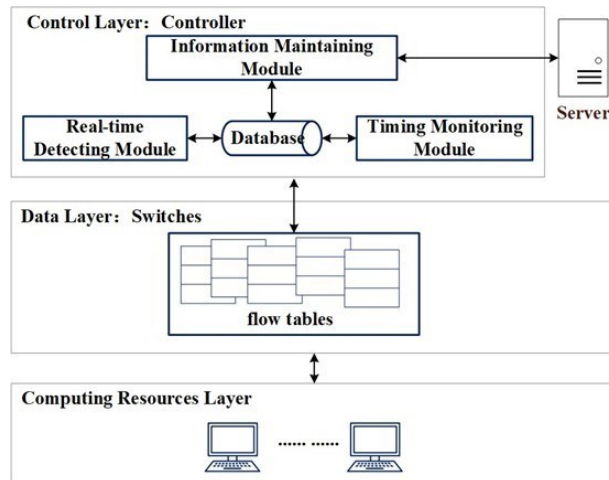 Control Layer：Controller
Information Maintaining
Module
Server
Real-time
Detecting Module
Database
Timing Monitoring
Module
Data Layer：Switches
flow tables
Computing Resources Layer
...... ......